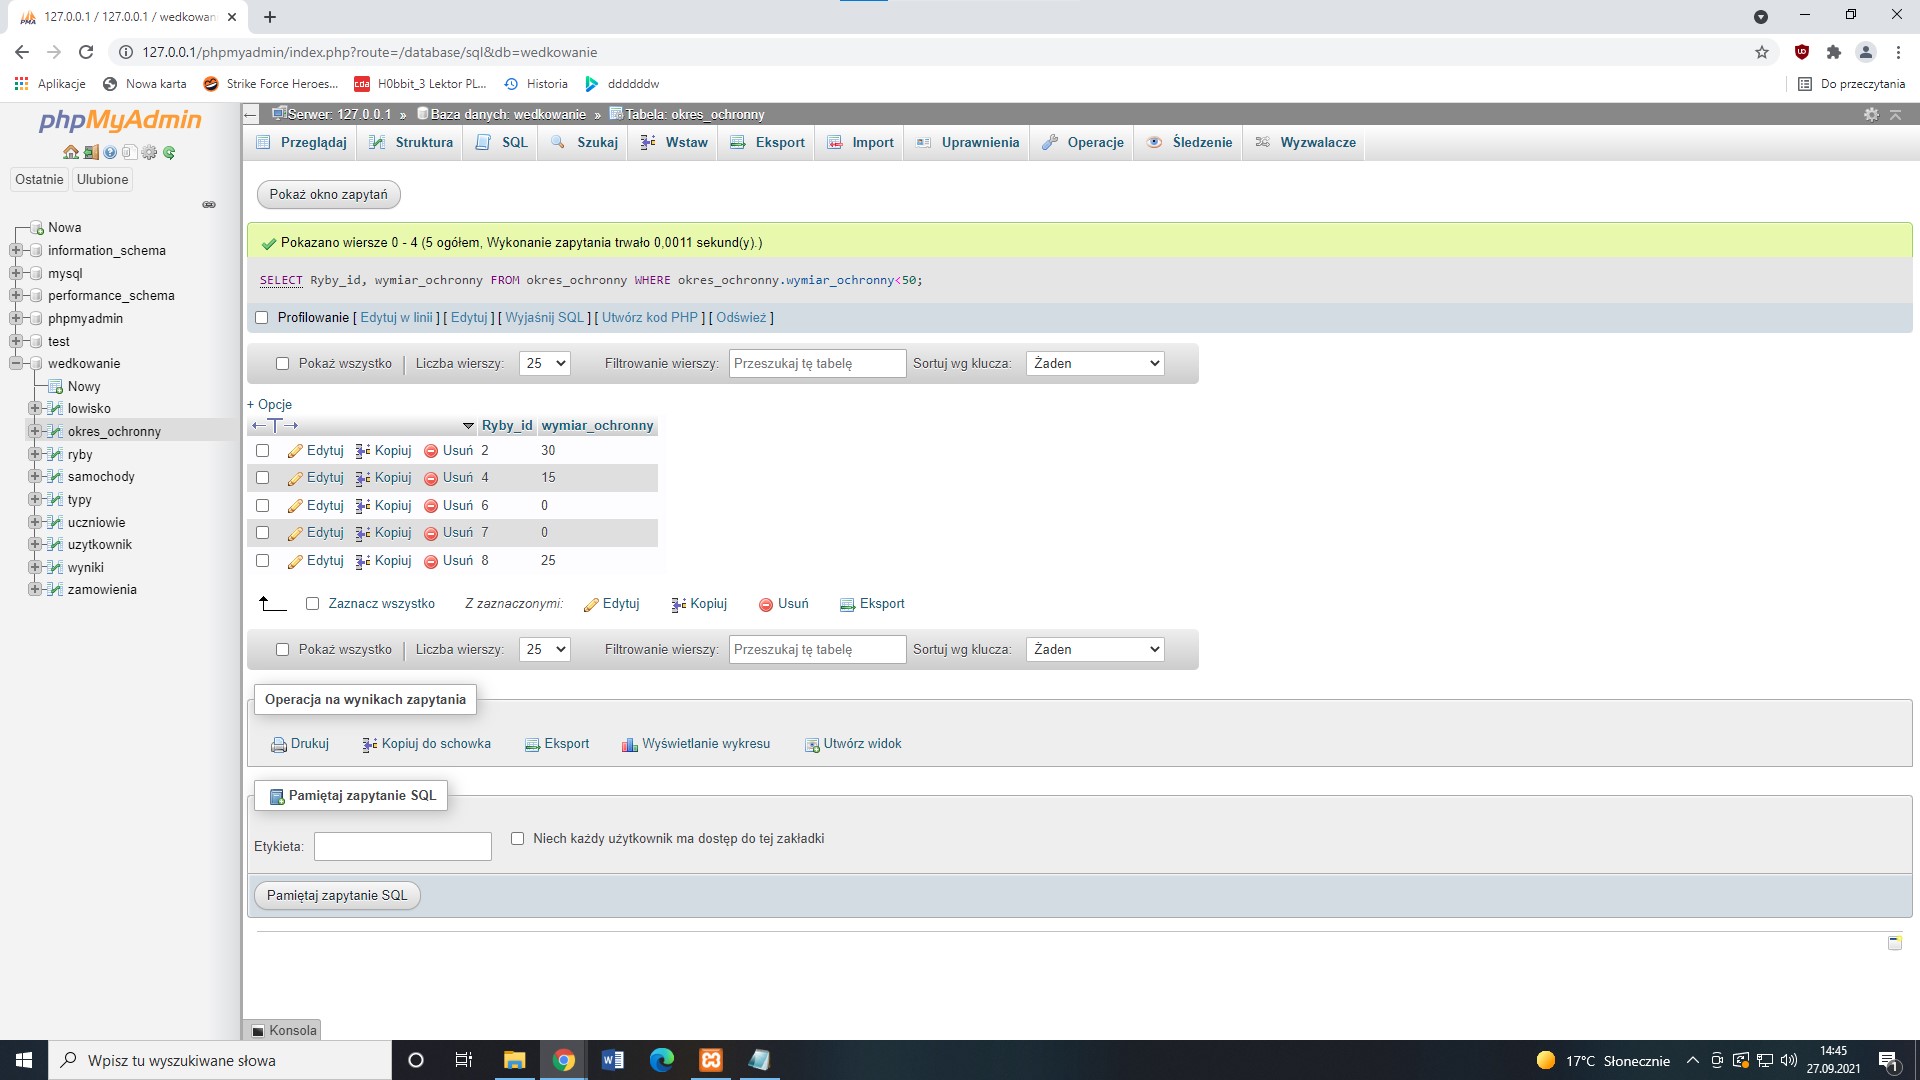 127.0.0.1 / 127.0.0.1 / wedkowan
127.0.0.1/phpmyadmin/index.php?route=/database/sql&db=wedkowanie
Aplikacje Nowa karta Strike Force Heroes... cda H0bbit_3 Lektor PL... Historia ddddddw Do przeczytania
phpMyAdmin
Ostatnie Ulubione
Nowa
information_schema
mysql
performance_schema
phpmyadmin
test
wedkowanie
Nowy
lowisko
okres_ochronny
ryby
samochody
typy
uczniowie
uzytkownik
wyniki
zamowienia
Serwer: 127.0.0.1 » Baza danych: wedkowanie » Tabela: okres_ochronny
Przeglądaj Struktura SQL Szukaj Wstaw Eksport Import Uprawnienia Operacje Śledzenie Wyzwalacze
Pokaż okno zapytań
Pokazano wiersze 0 - 4 (5 ogółem, Wykonanie zapytania trwało 0,0011 sekund(y).)
SELECT Ryby_id, wymiar_ochronny FROM okres_ochronny WHERE okres_ochronny.wymiar_ochronny<50;
Profilowanie [ Edytuj w linii ] [ Edytuj ] [ Wyjaśnij SQL ] [ Utwórz kod PHP ] [ Odśwież ]
Pokaż wszystko | Liczba wierszy: 25 Filtrowanie wierszy: Przeszukaj tę tabelę Sortuj wg klucza: Żaden
+ Opcje
←T→ Ryby_id wymiar_ochronny
Edytuj Kopiuj Usuń 2 30
Edytuj Kopiuj Usuń 4 15
Edytuj Kopiuj Usuń 6 0
Edytuj Kopiuj Usuń 7 0
Edytuj Kopiuj Usuń 8 25
Zaznacz wszystko Z zaznaczonymi: Edytuj Kopiuj Usuń Eksport
Pokaż wszystko | Liczba wierszy: 25 Filtrowanie wierszy: Przeszukaj tę tabelę Sortuj wg klucza: Żaden
Operacja na wynikach zapytania
Drukuj Kopiuj do schowka Eksport Wyświetlanie wykresu Utwórz widok
Pamiętaj zapytanie SQL
Etykieta: Niech każdy użytkownik ma dostęp do tej zakładki
Pamiętaj zapytanie SQL
Konsola
Wpisz tu wyszukiwane słowa
17°C Słonecznie
14:45
27.09.2021
1